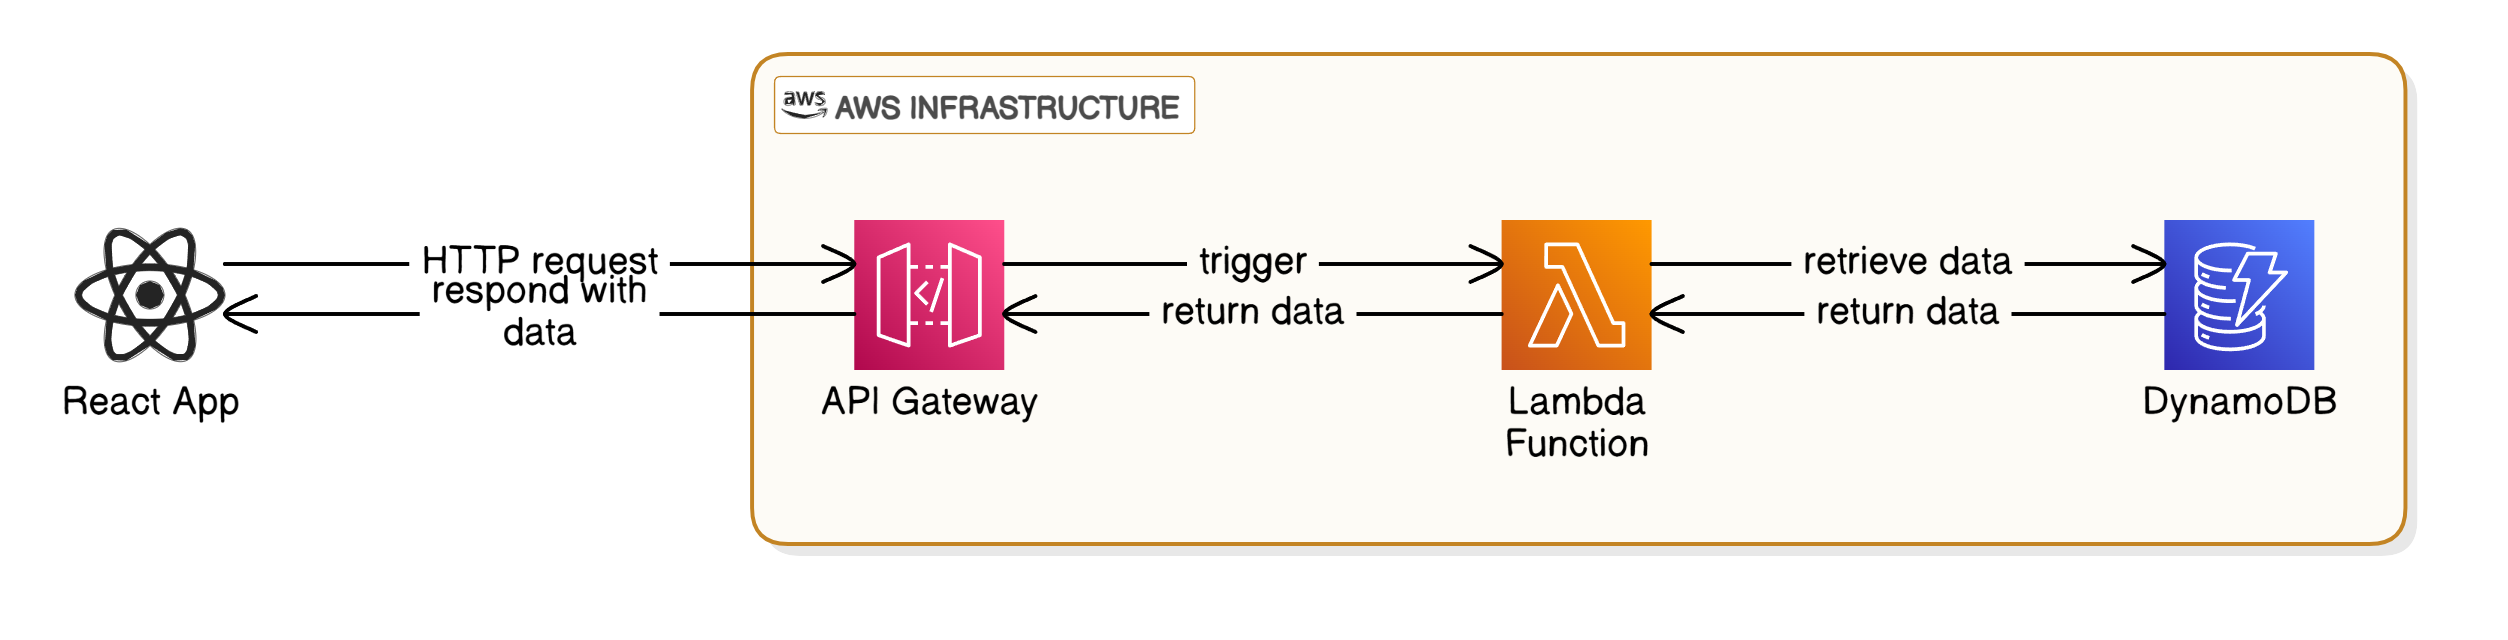 aws
AWS INFRASTRUCTURE
HTTP request
respond with
data
trigger
return data
retrieve data
return data
React App
API Gateway
Lambda
Function
DynamoDB